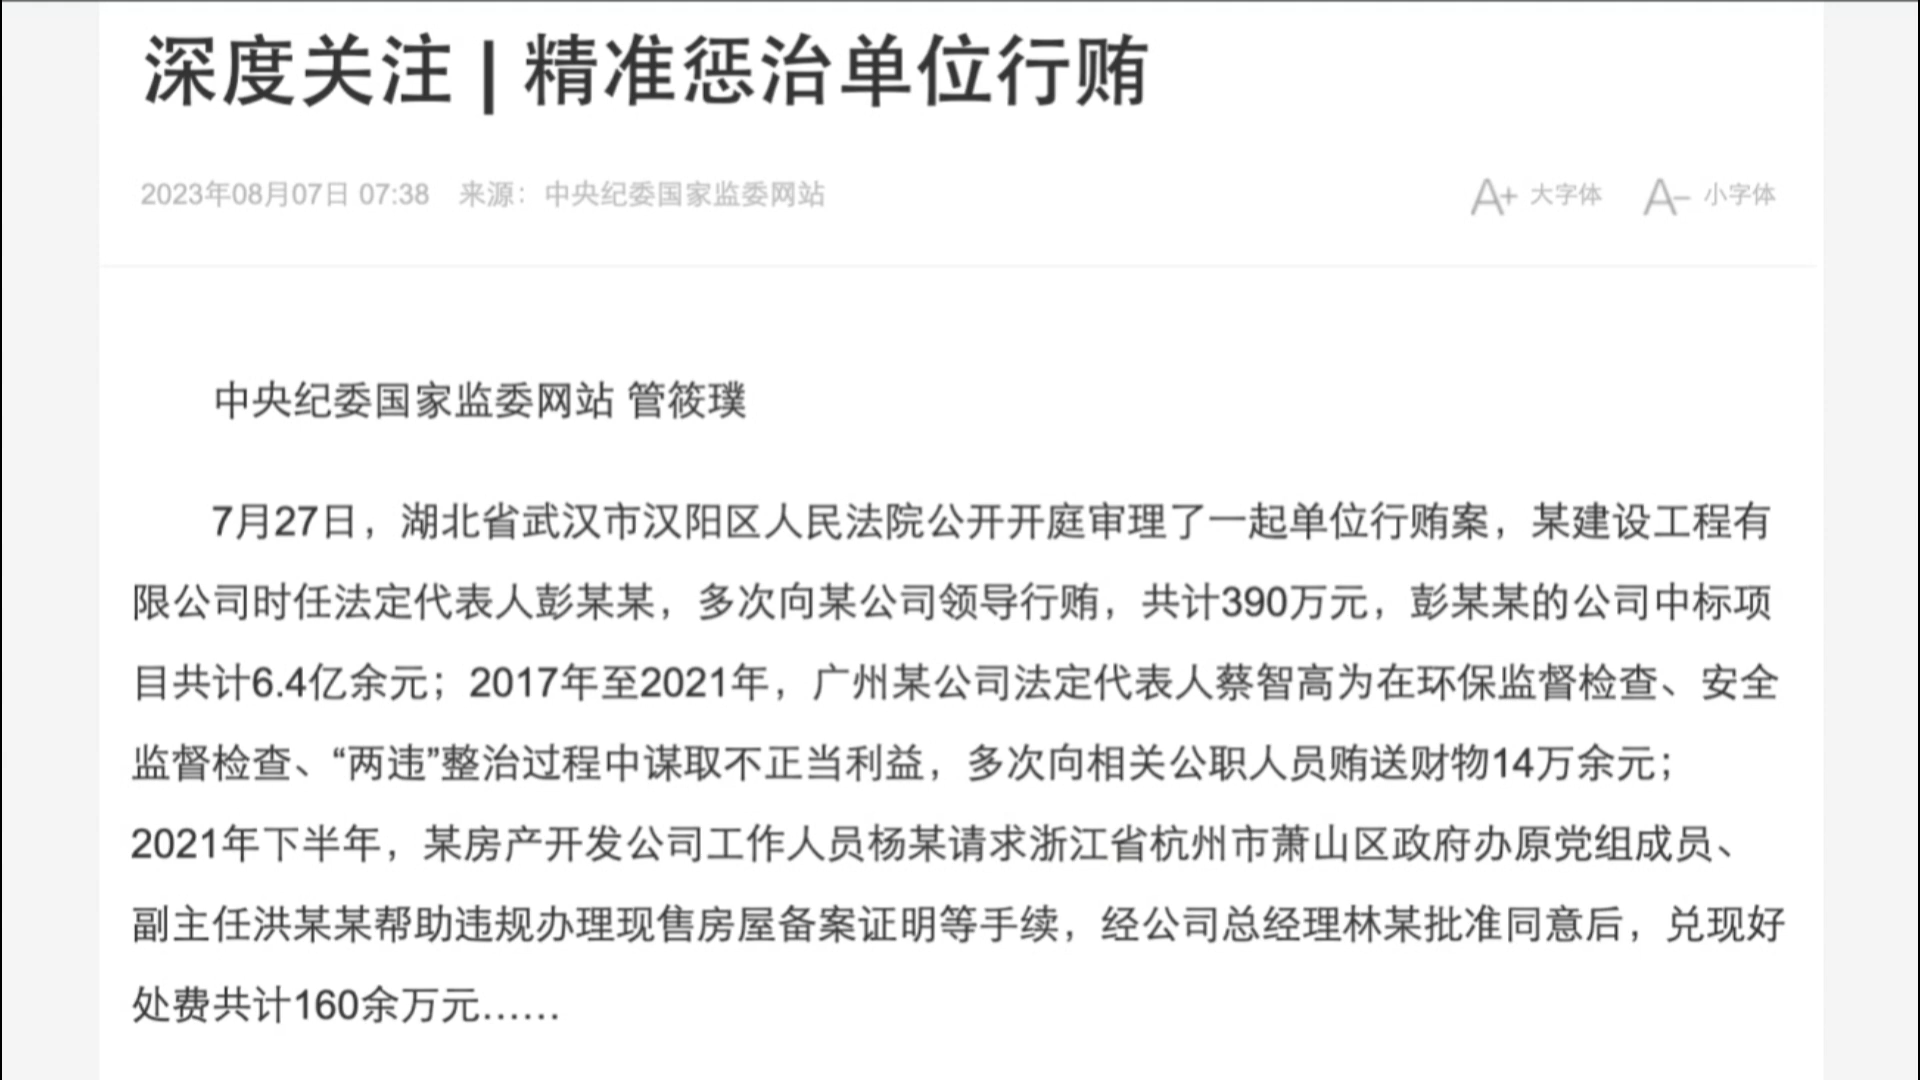 深度关注 | 精准惩治单位行贿
2023年08月07日 07:38 来源：中央纪委国家监委网站 A+ 大字体 A- 小字体
中央纪委国家监委网站 管筱璞
7月27日，湖北省武汉市汉阳区人民法院公开开庭审理了一起单位行贿案，某建设工程有
限公司时任法定代表人彭某某，多次向某公司领导行贿，共计390万元，彭某某的公司中标项
目共计6.4亿余元；2017年至2021年，广州某公司法定代表人蔡智高为在环保监督检查、安全
监督检查、“两违”整治过程中谋取不正当利益，多次向相关公职人员贿送财物14万余元；
2021年下半年，某房产开发公司工作人员杨某请求浙江省杭州市萧山区政府办原党组成员、
副主任洪某某帮助违规办理现售房屋备案证明等手续，经公司总经理林某批准同意后，兑现好
处费共计160余万元……